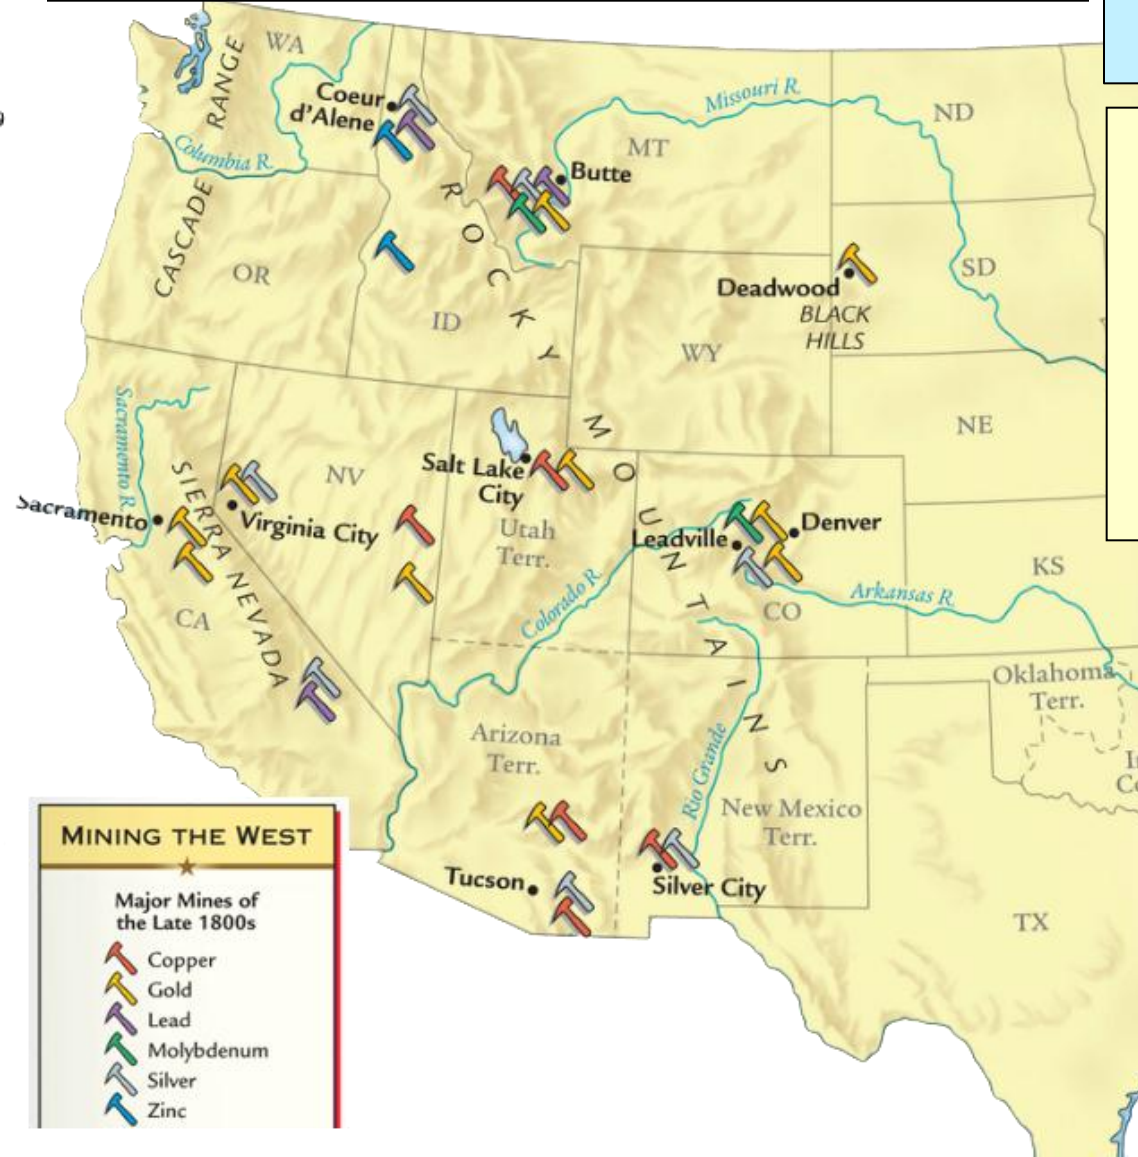 WA
CASCADE RANGE
Columbia R.
Coeur
d'Alene
Missouri R.
ND
MT
Butte
ROCKY MOUNTAINS
OR
ID
Deadwood
BLACK
HILLS
SD
WY
NE
Sacramento R.
SIERRA NEVADA
NV
Salt Lake
City
Utah
Terr.
Sacramento
Virginia City
Leadville
Denver
Colorado R.
CO
Arkansas R.
KS
CA
Oklahoma
Terr.
Arizona
Terr.
Rio Grande
New Mexico
Terr.
Tucson
Silver City
TX
MINING THE WEST
Major Mines of
the Late 1800s
Copper
Gold
Lead
Molybdenum
Silver
Zinc